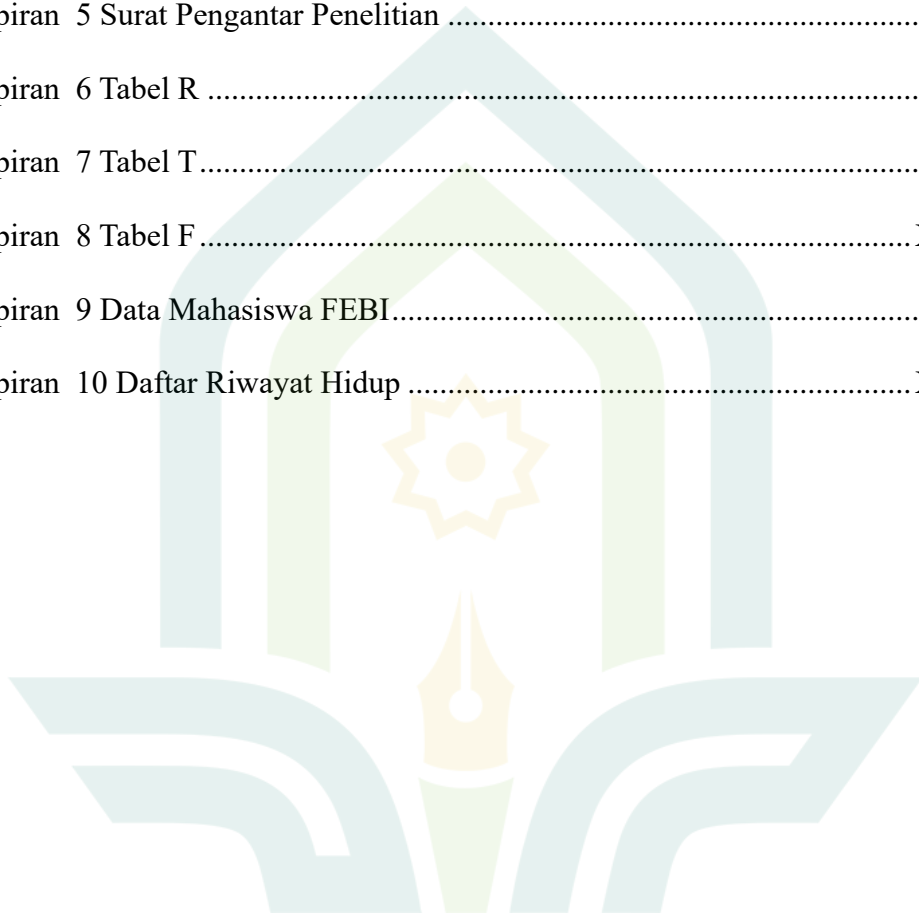 piran 5 Surat Pengantar Penelitian ..................................................
piran 6 Tabel R ................................................................................
piran 7 Tabel T.................................................................................
piran 8 Tabel F.................................................................................
piran 9 Data Mahasiswa FEBI.........................................................
piran 10 Daftar Riwayat Hidup .......................................................